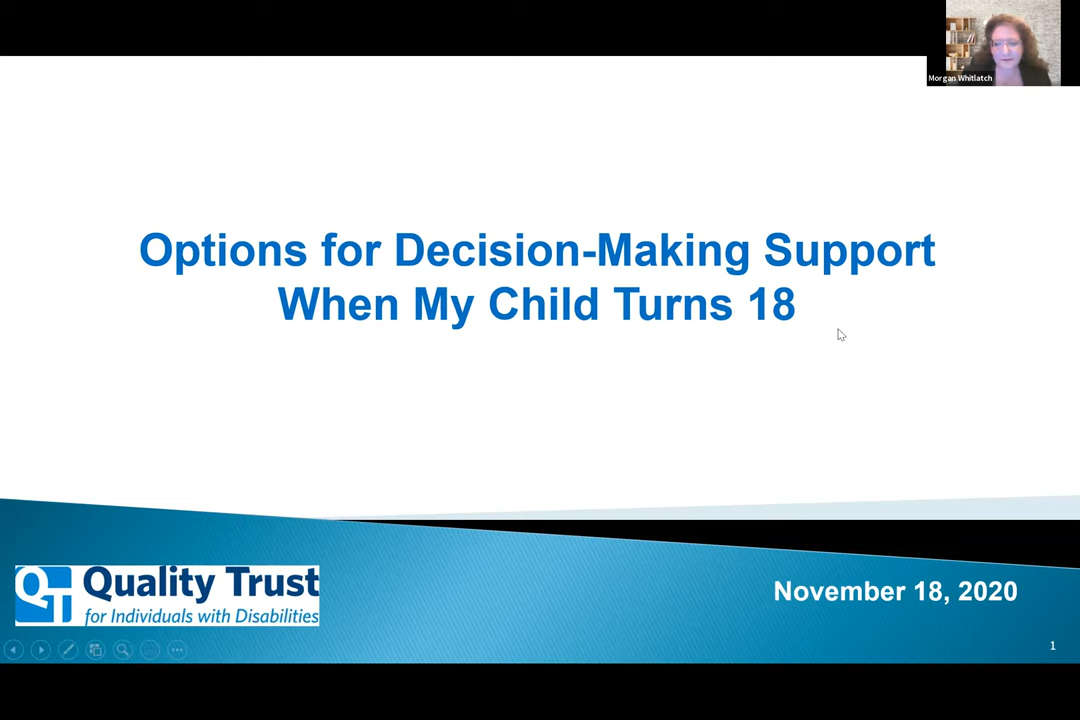 Morgan Whitlatch
Options for Decision-Making Support
When My Child Turns 18
QT Quality Trust
for Individuals with Disabilities
November 18, 2020
1